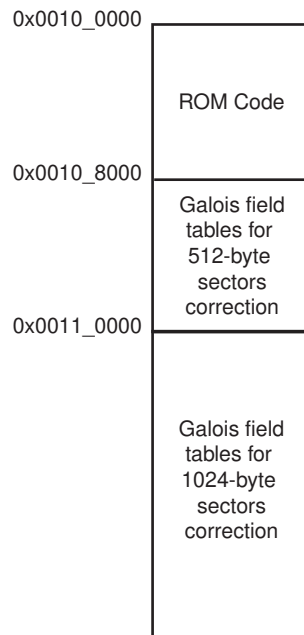 0x0010_0000
ROM Code
0x0010_8000
Galois field
tables for
512-byte
sectors
correction
0x0011_0000
Galois field
tables for
1024-byte
sectors
correction